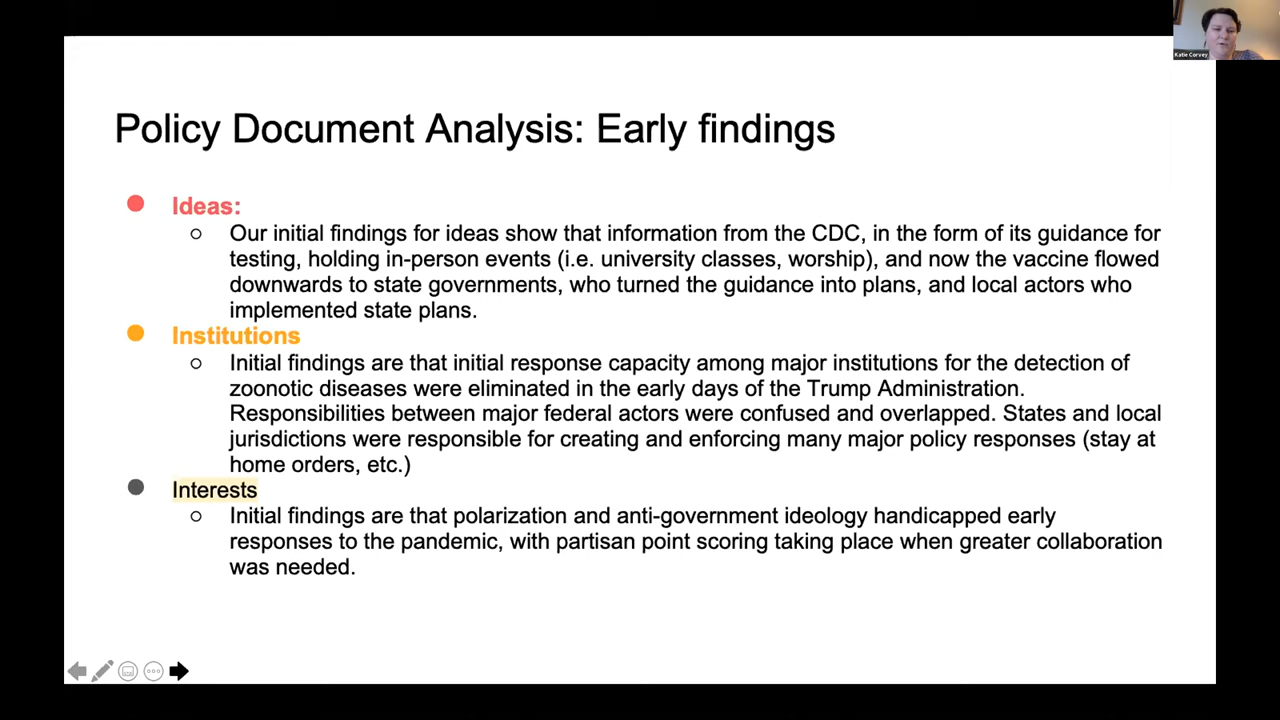 Katie Corvey
Policy Document Analysis: Early findings
Ideas:
Our initial findings for ideas show that information from the CDC, in the form of its guidance for
testing, holding in-person events (i.e. university classes, worship), and now the vaccine flowed
downwards to state governments, who turned the guidance into plans, and local actors who
implemented state plans.
Institutions
Initial findings are that initial response capacity among major institutions for the detection of
zoonotic diseases were eliminated in the early days of the Trump Administration.
Responsibilities between major federal actors were confused and overlapped. States and local
jurisdictions were responsible for creating and enforcing many major policy responses (stay at
home orders, etc.)
Interests
Initial findings are that polarization and anti-government ideology handicapped early
responses to the pandemic, with partisan point scoring taking place when greater collaboration
was needed.